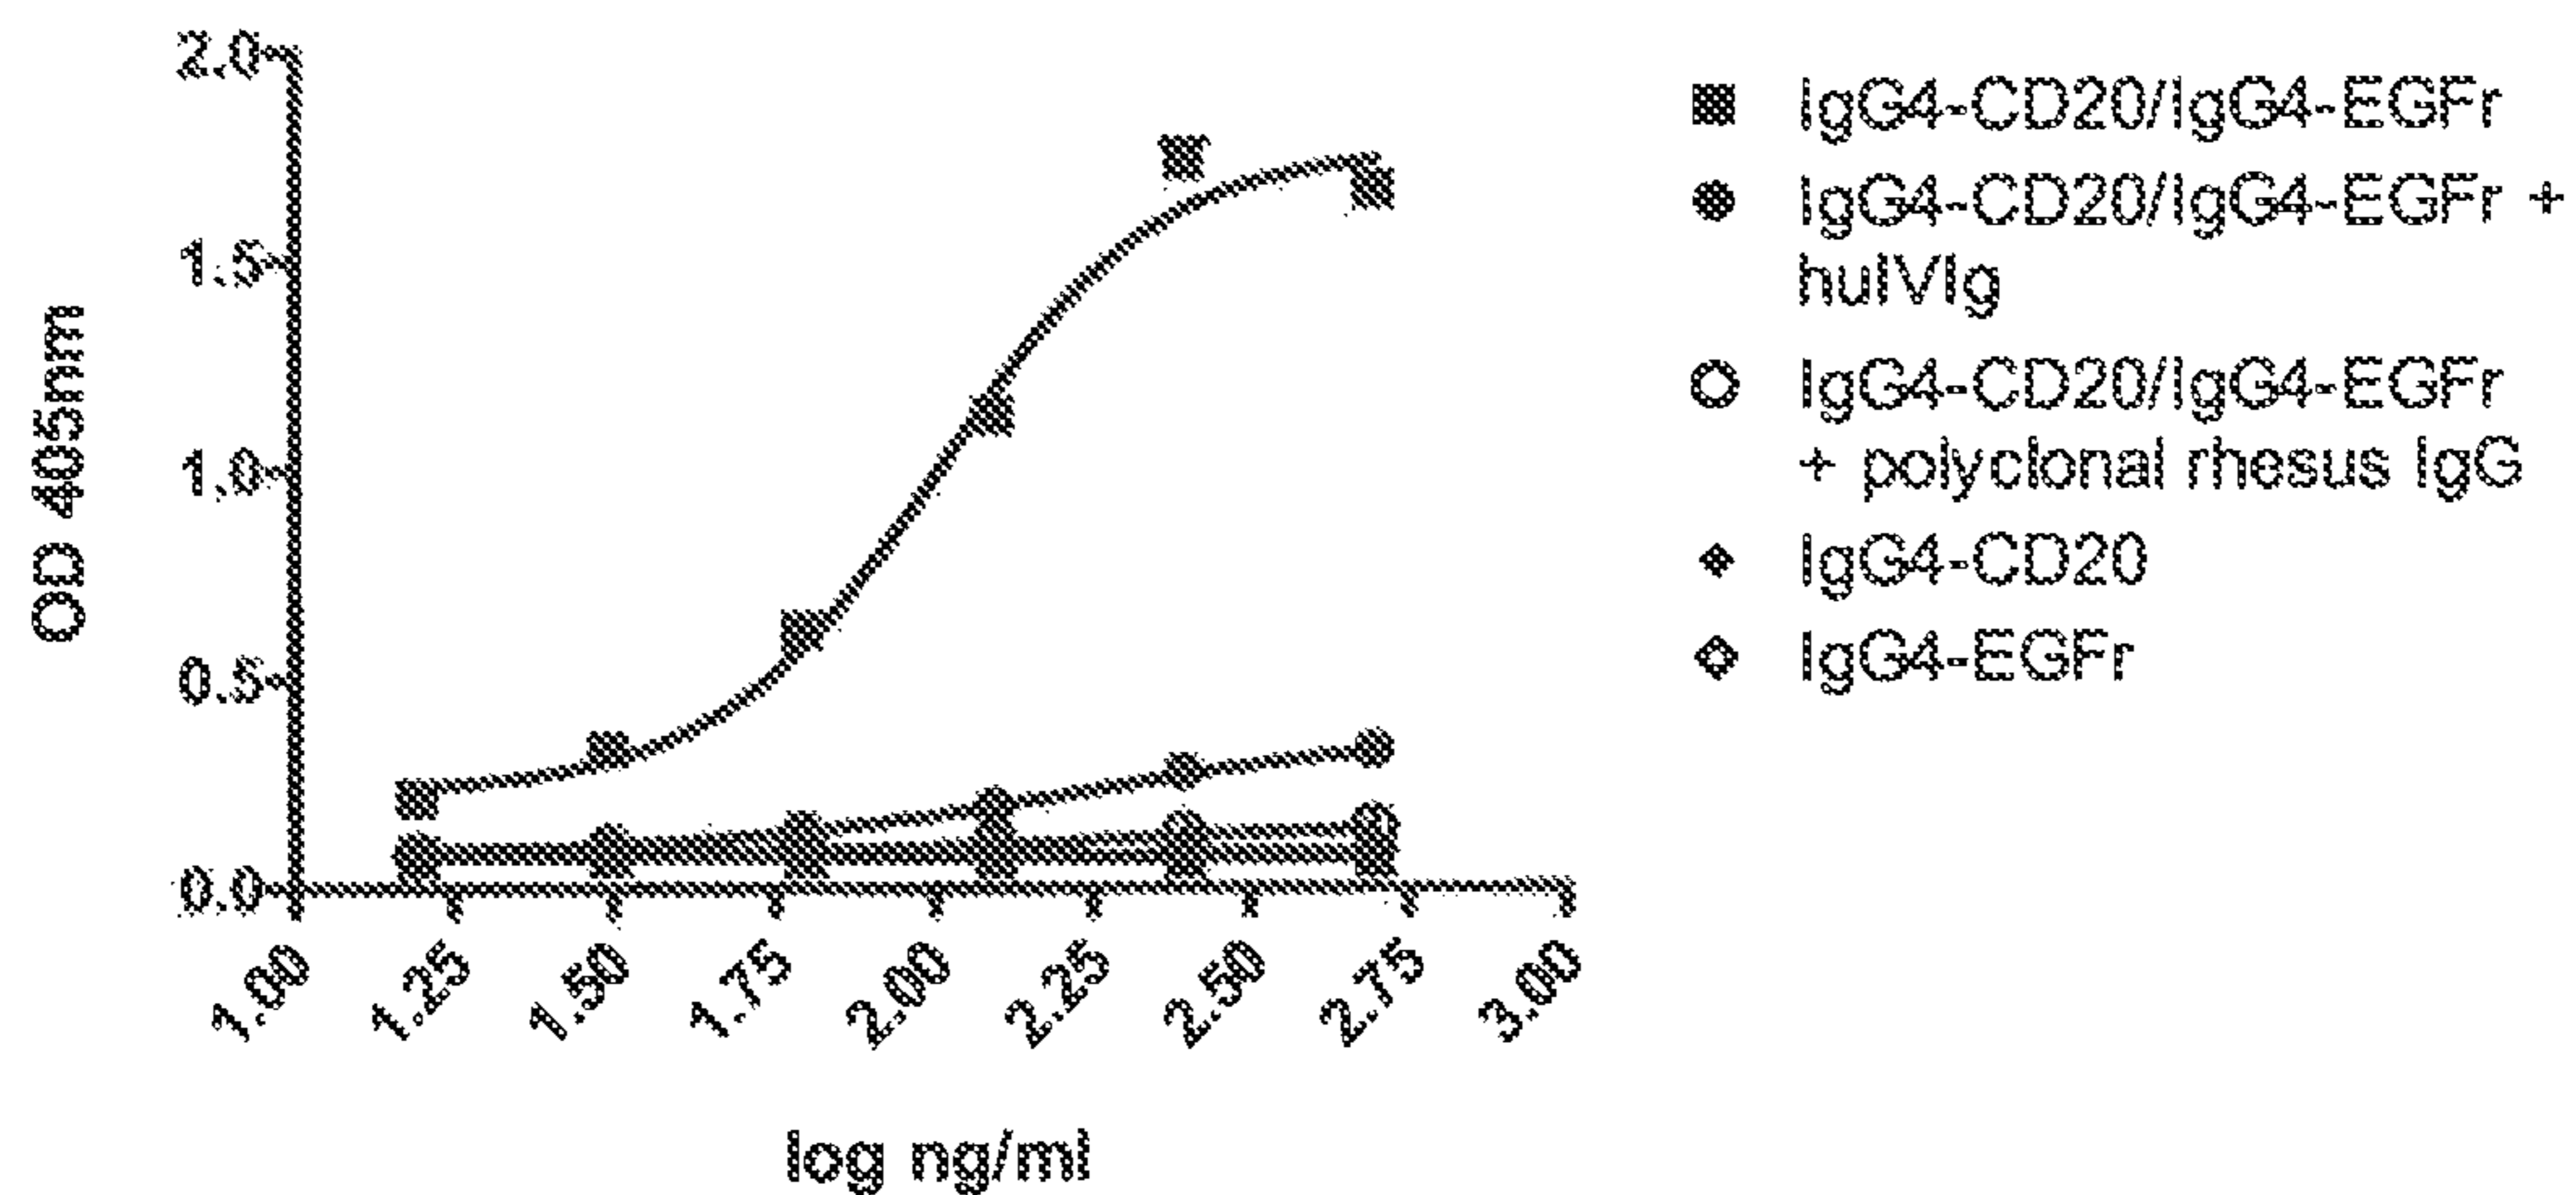 2.0
1.5
1.0
0.5
0.0
OD 405nm
1.00
1.25
1.50
1.75
2.00
2.25
2.50
2.75
3.00
log ng/ml
IgG4-CD20/IgG4-EGFr
IgG4-CD20/IgG4-EGFr +
huIVIg
IgG4-CD20/IgG4-EGFr
+ polyclonal rhesus IgG
IgG4-CD20
IgG4-EGFr